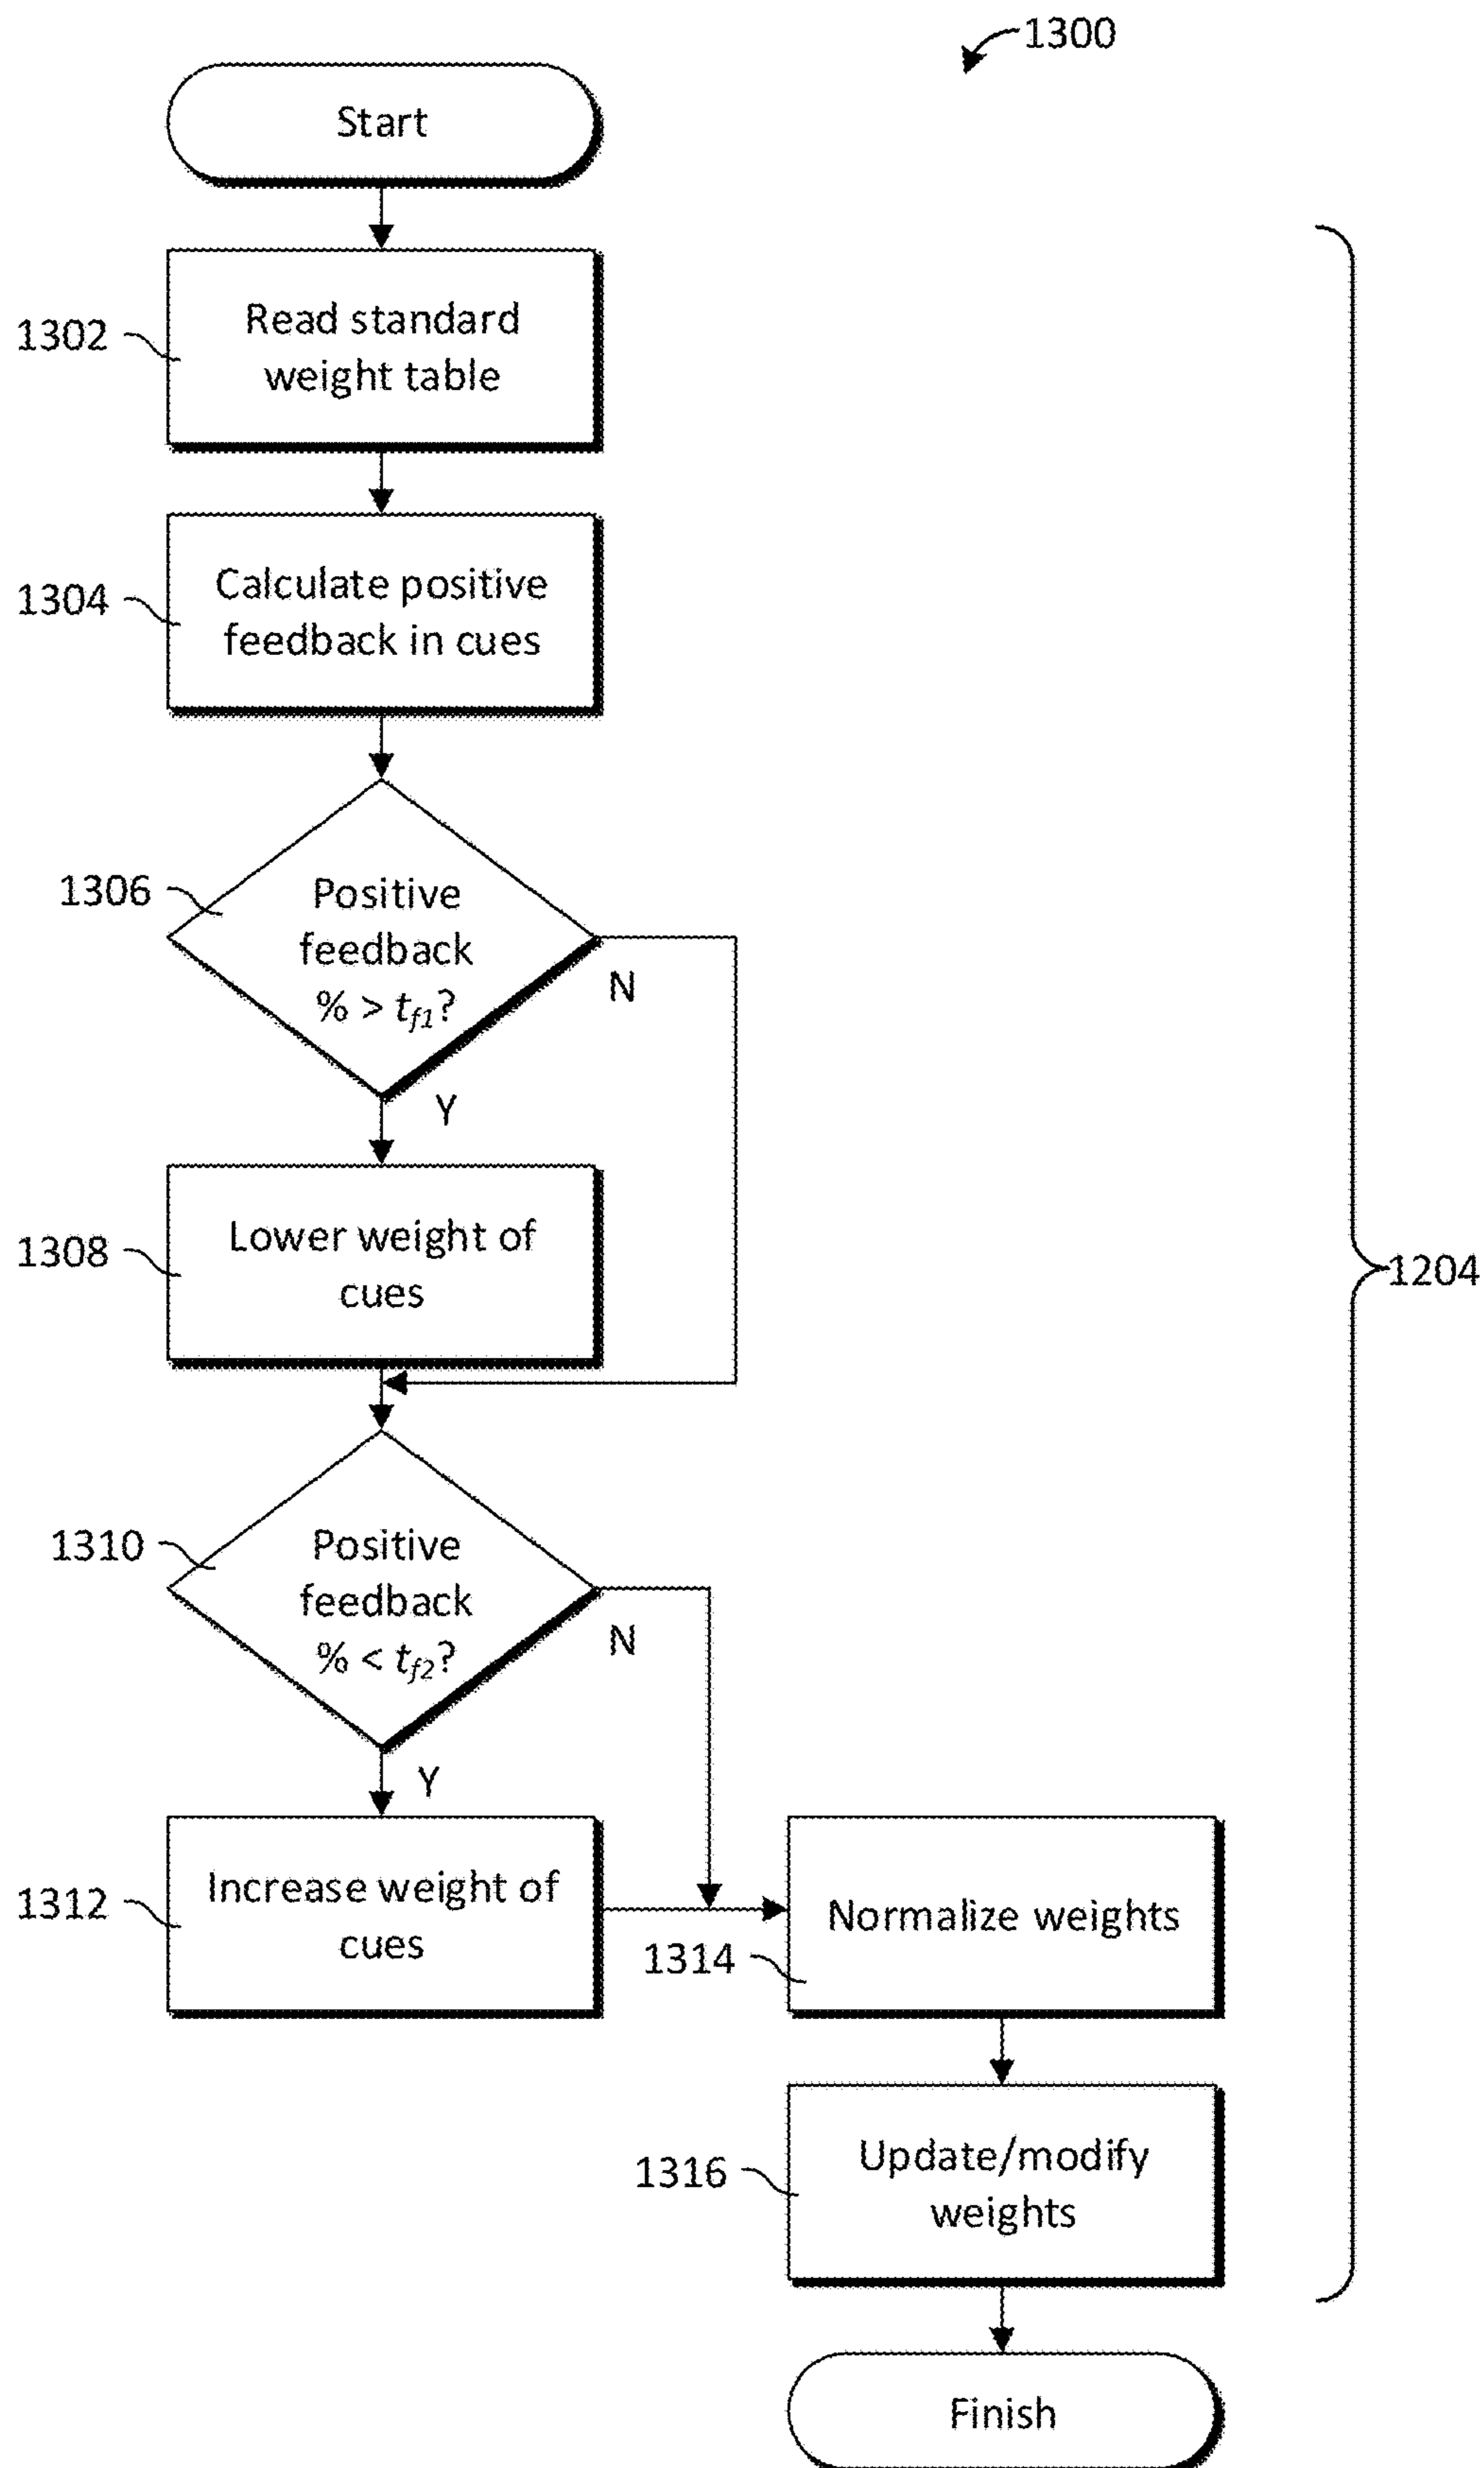 1300
Start
1302
Read standard
weight table
1304
Calculate positive
feedback in cues
1306
Positive
feedback
% > tf1?
N
Y
1308
Lower weight of
cues
1204
1310
Positive
feedback
% < tf2?
N
Y
1312
Increase weight of
cues
Normalize weights
1314
1316
Update/modify
weights
Finish